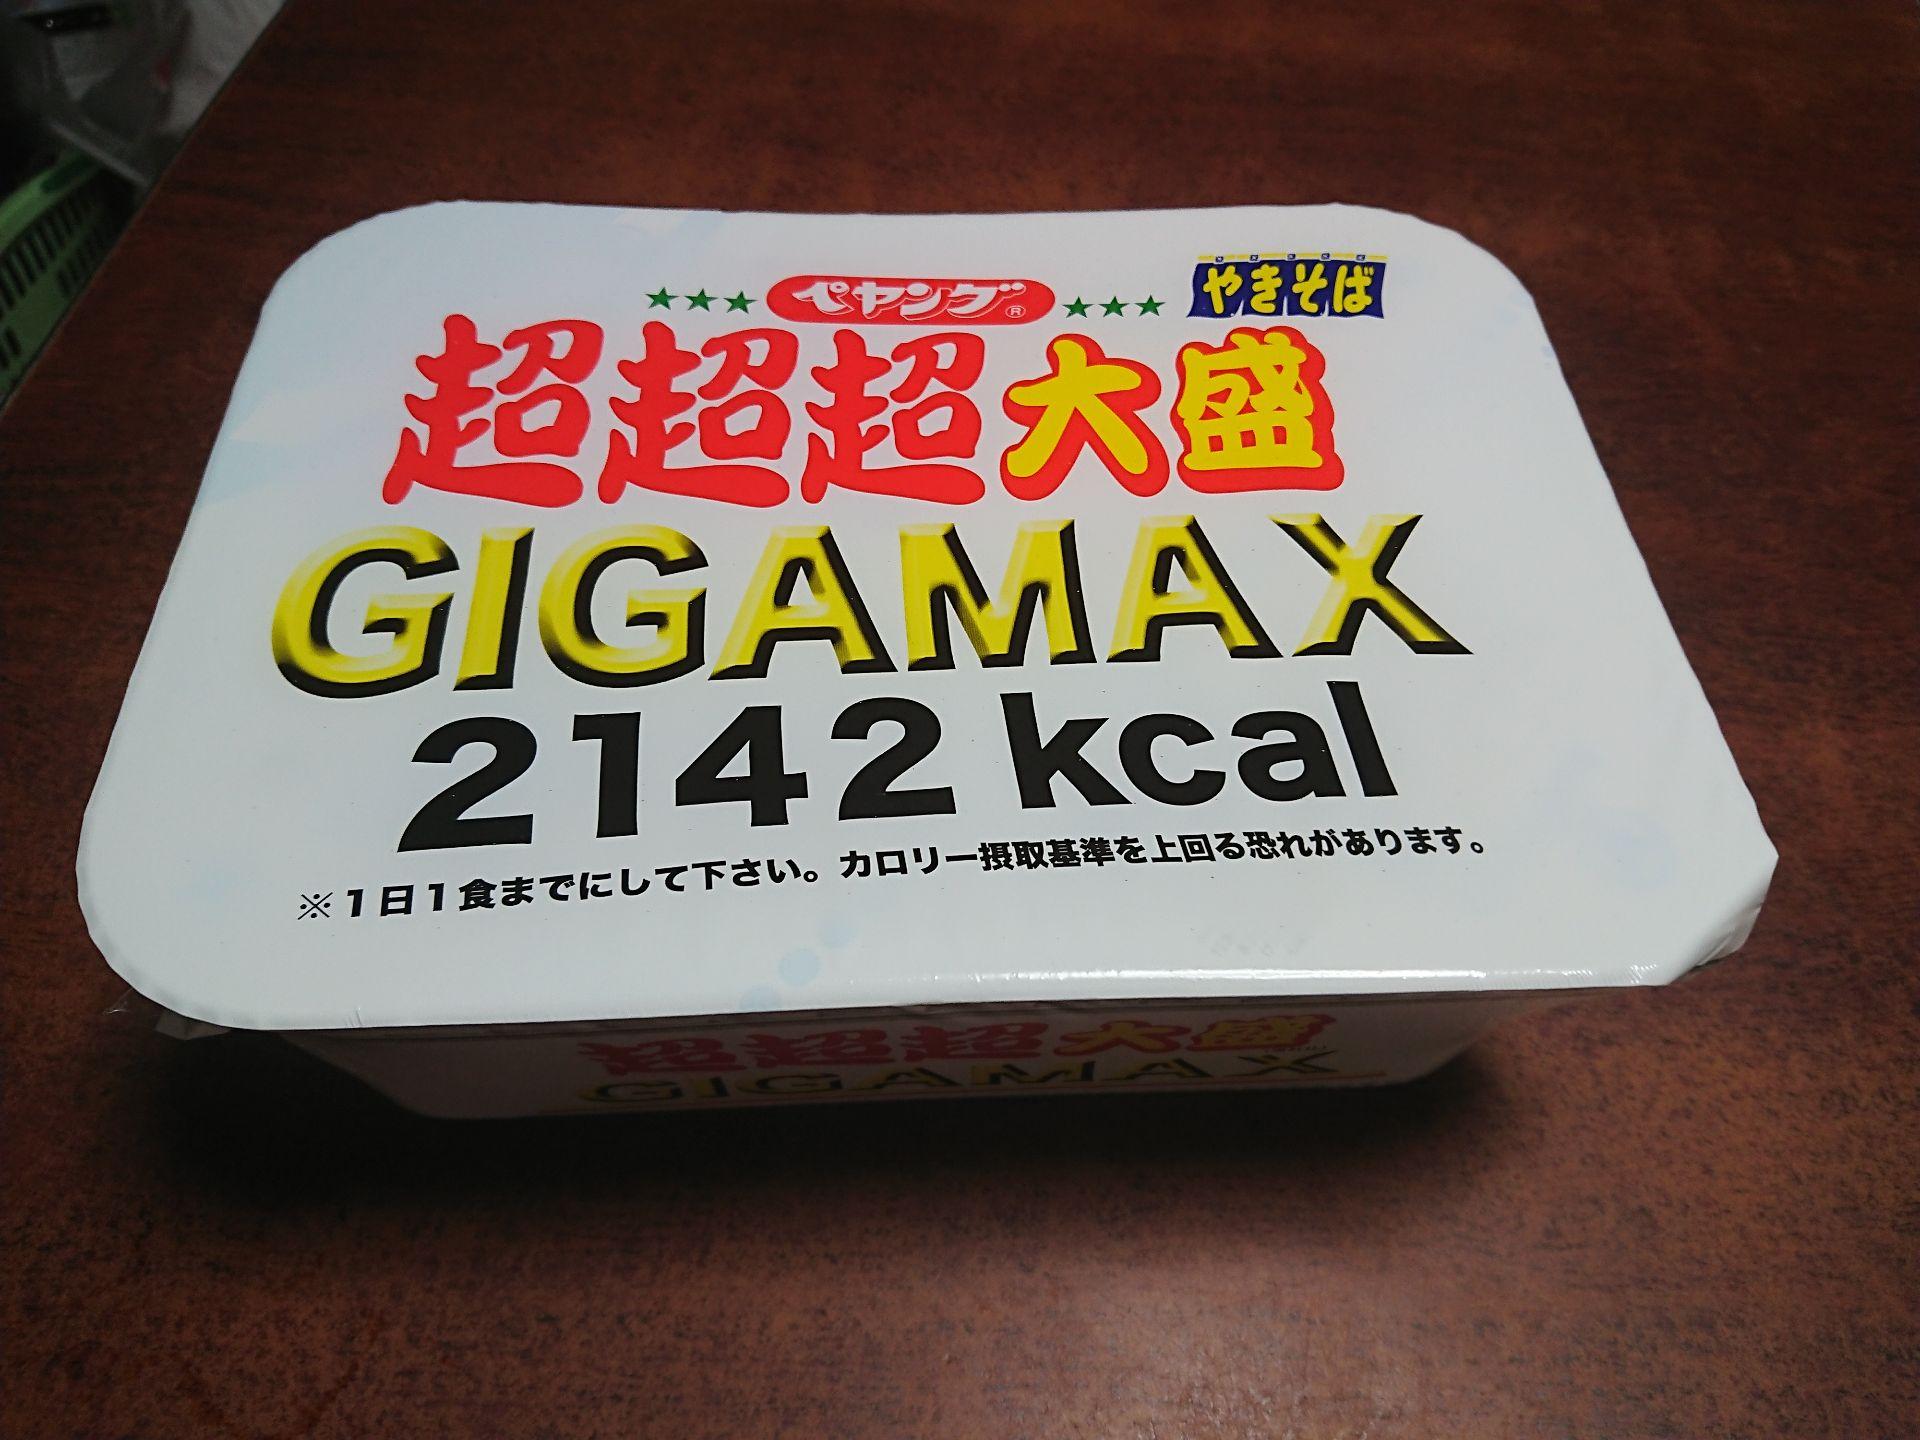 ★★★ペヤング®★★★
やきそば
超超超大盛
GIGAMAX
2142kcal
※1日1食までにして下さい。カロリー摂取基準を上回る恐れがあります。
超超超大盛
GIGAMAX